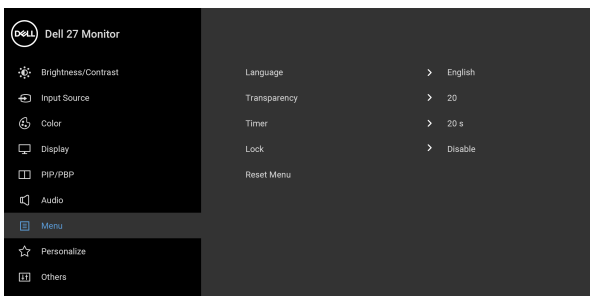 DELL Dell 27 Monitor
Brightness/Contrast
Language English
Input Source
Transparency 20
Color
Timer 20 s
Display
Lock Disable
PIP/PBP
Reset Menu
Audio
Menu
Personalize
Others